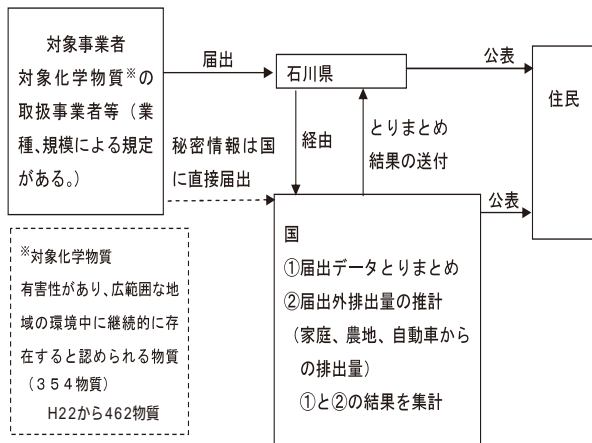 対象事業者
対象化学物質※の
取扱事業者等（業
種、規模による規定
がある。）
届出
石川県
公表
住民
秘密情報は国
に直接届出
経由
とりまとめ
結果の送付
公表
国
①届出データとりまとめ
②届出外排出量の推計
（家庭、農地、自動車から
の排出量）
①と②の結果を集計
※対象化学物質
有害性があり、広範囲な地
域の環境中に継続的に存
在すると認められる物質
（３５４物質）
H22から462物質